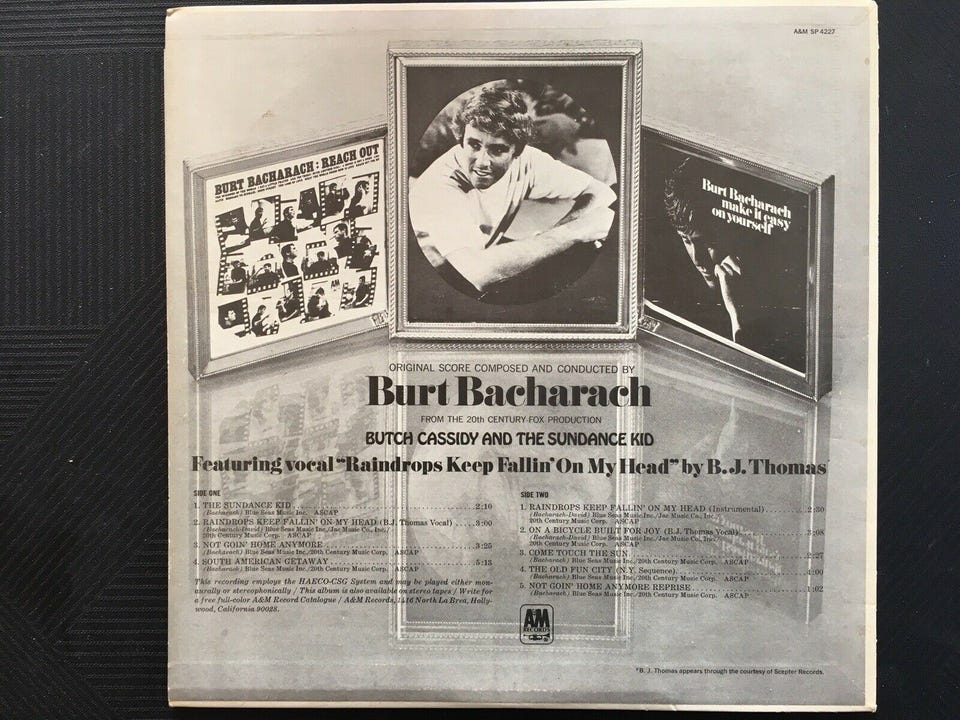 A&M SP 4227
BURT BACHARACH: REACH OUT
Burt Bacharach
make it easy
on yourself
ORIGINAL SCORE COMPOSED AND CONDUCTED BY
Burt Bacharach
FROM THE 20th CENTURY-FOX PRODUCTION
BUTCH CASSIDY AND THE SUNDANCE KID
Featuring vocal "Raindrops Keep Fallin' On My Head" by B.J. Thomas*
SIDE ONE
1. THE SUNDANCE KID 2:10
(Bacharach) Blue Seas Music Inc. ASCAP
2. RAINDROPS KEEP FALLIN' ON MY HEAD (B.J. Thomas Vocal) 3:00
(Bacharach-David) Blue Seas Music Inc./Jac Music Co., Inc./
20th Century Music Corp. ASCAP
3. NOT GOIN' HOME ANYMORE 3:25
(Bacharach) Blue Seas Music Inc./20th Century Music Corp. ASCAP
4. SOUTH AMERICAN GETAWAY 5:13
(Bacharach) Blue Seas Music Inc./20th Century Music Corp. ASCAP
This recording employs the HAECO-CSG System and may be played either mon-
aurally or stereophonically / This album is also available on stereo tapes / Write for
a free full-color A&M Record Catalogue / A&M Records, 1416 North La Brea, Holly-
wood, California 90028.
SIDE TWO
1. RAINDROPS KEEP FALLIN' ON MY HEAD (Instrumental) 2:30
(Bacharach-David) Blue Seas Music Inc./Jac Music Co., Inc./
20th Century Music Corp. ASCAP
2. ON A BICYCLE BUILT FOR JOY (B.J. Thomas Vocal) 3:08
(Bacharach-David) Blue Seas Music Inc./Jac Music Co., Inc./
20th Century Music Corp. ASCAP
3. COME TOUCH THE SUN 2:27
(Bacharach) Blue Seas Music Inc./20th Century Music Corp. ASCAP
4. THE OLD FUN CITY (N.Y. Sequence) 4:00
(Bacharach) Blue Seas Music Inc./20th Century Music Corp. ASCAP
5. NOT GOIN' HOME ANYMORE REPRISE 1:02
(Bacharach) Blue Seas Music Inc./20th Century Music Corp. ASCAP
A&M
RECORDS
*B. J. Thomas appears through the courtesy of Scepter Records.